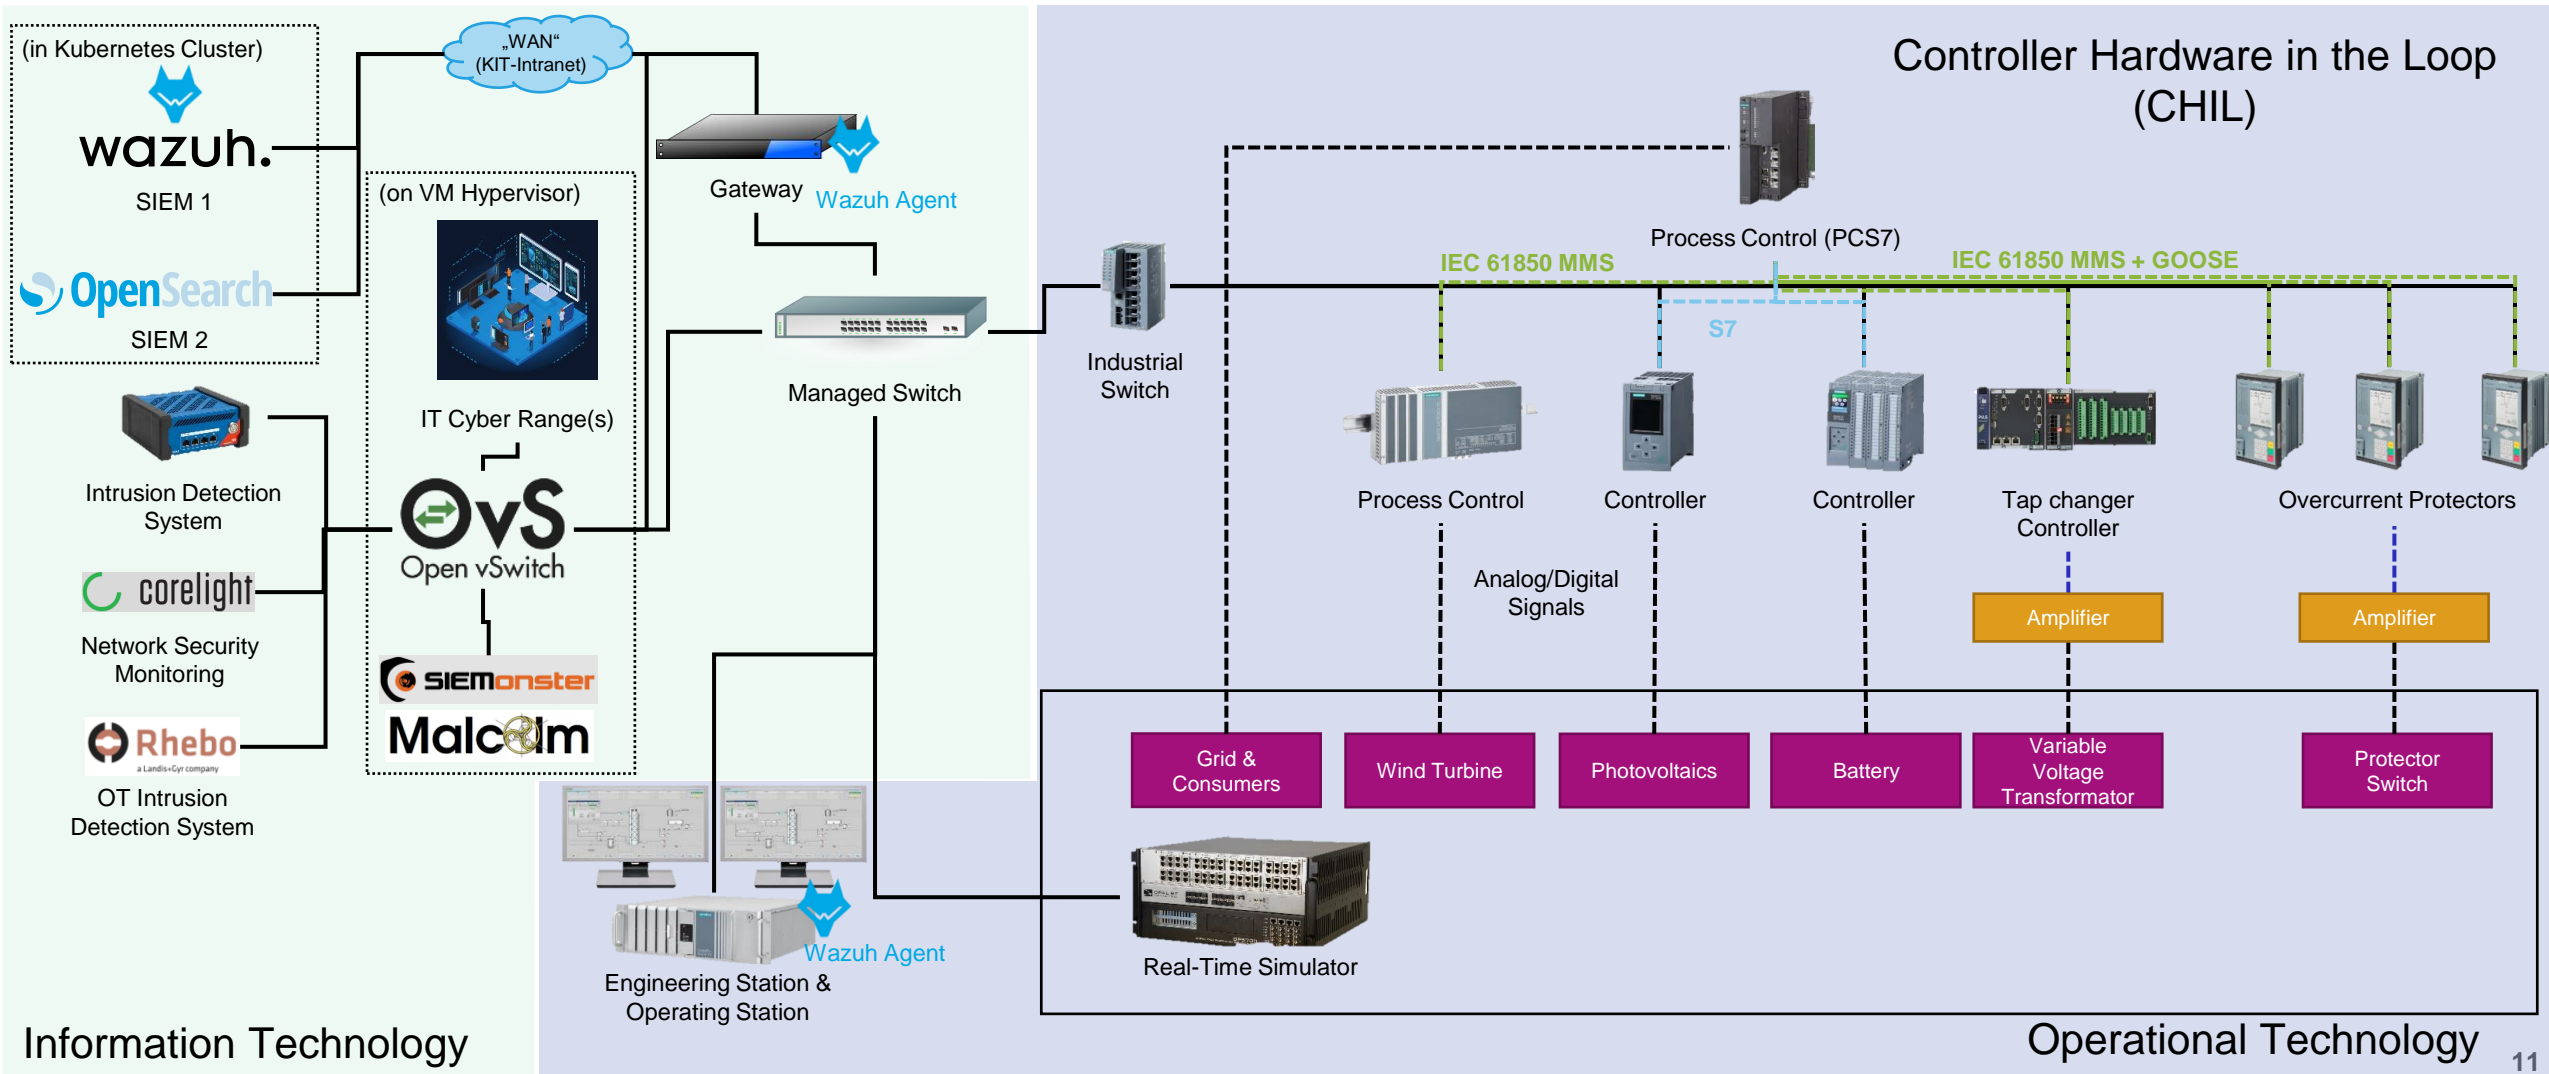 (in Kubernetes Cluster)
wazuh.
SIEM 1
OpenSearch
SIEM 2
„WAN“
(KIT-Intranet)
Gateway
Wazuh Agent
(on VM Hypervisor)
IT Cyber Range(s)
OvS
Open vSwitch
SIEMonster
Malcolm
Intrusion Detection
System
corelight
Network Security
Monitoring
Rhebo
a Landis+Gyr company
OT Intrusion
Detection System
Managed Switch
Engineering Station &
Operating Station
Wazuh Agent
Information Technology
Controller Hardware in the Loop
(CHIL)
Process Control (PCS7)
IEC 61850 MMS
IEC 61850 MMS + GOOSE
S7
Industrial
Switch
Process Control
Controller
Controller
Tap changer
Controller
Overcurrent Protectors
Analog/Digital
Signals
Amplifier
Amplifier
Grid &
Consumers
Wind Turbine
Photovoltaics
Battery
Variable
Voltage
Transformator
Protector
Switch
Real-Time Simulator
Operational Technology
11